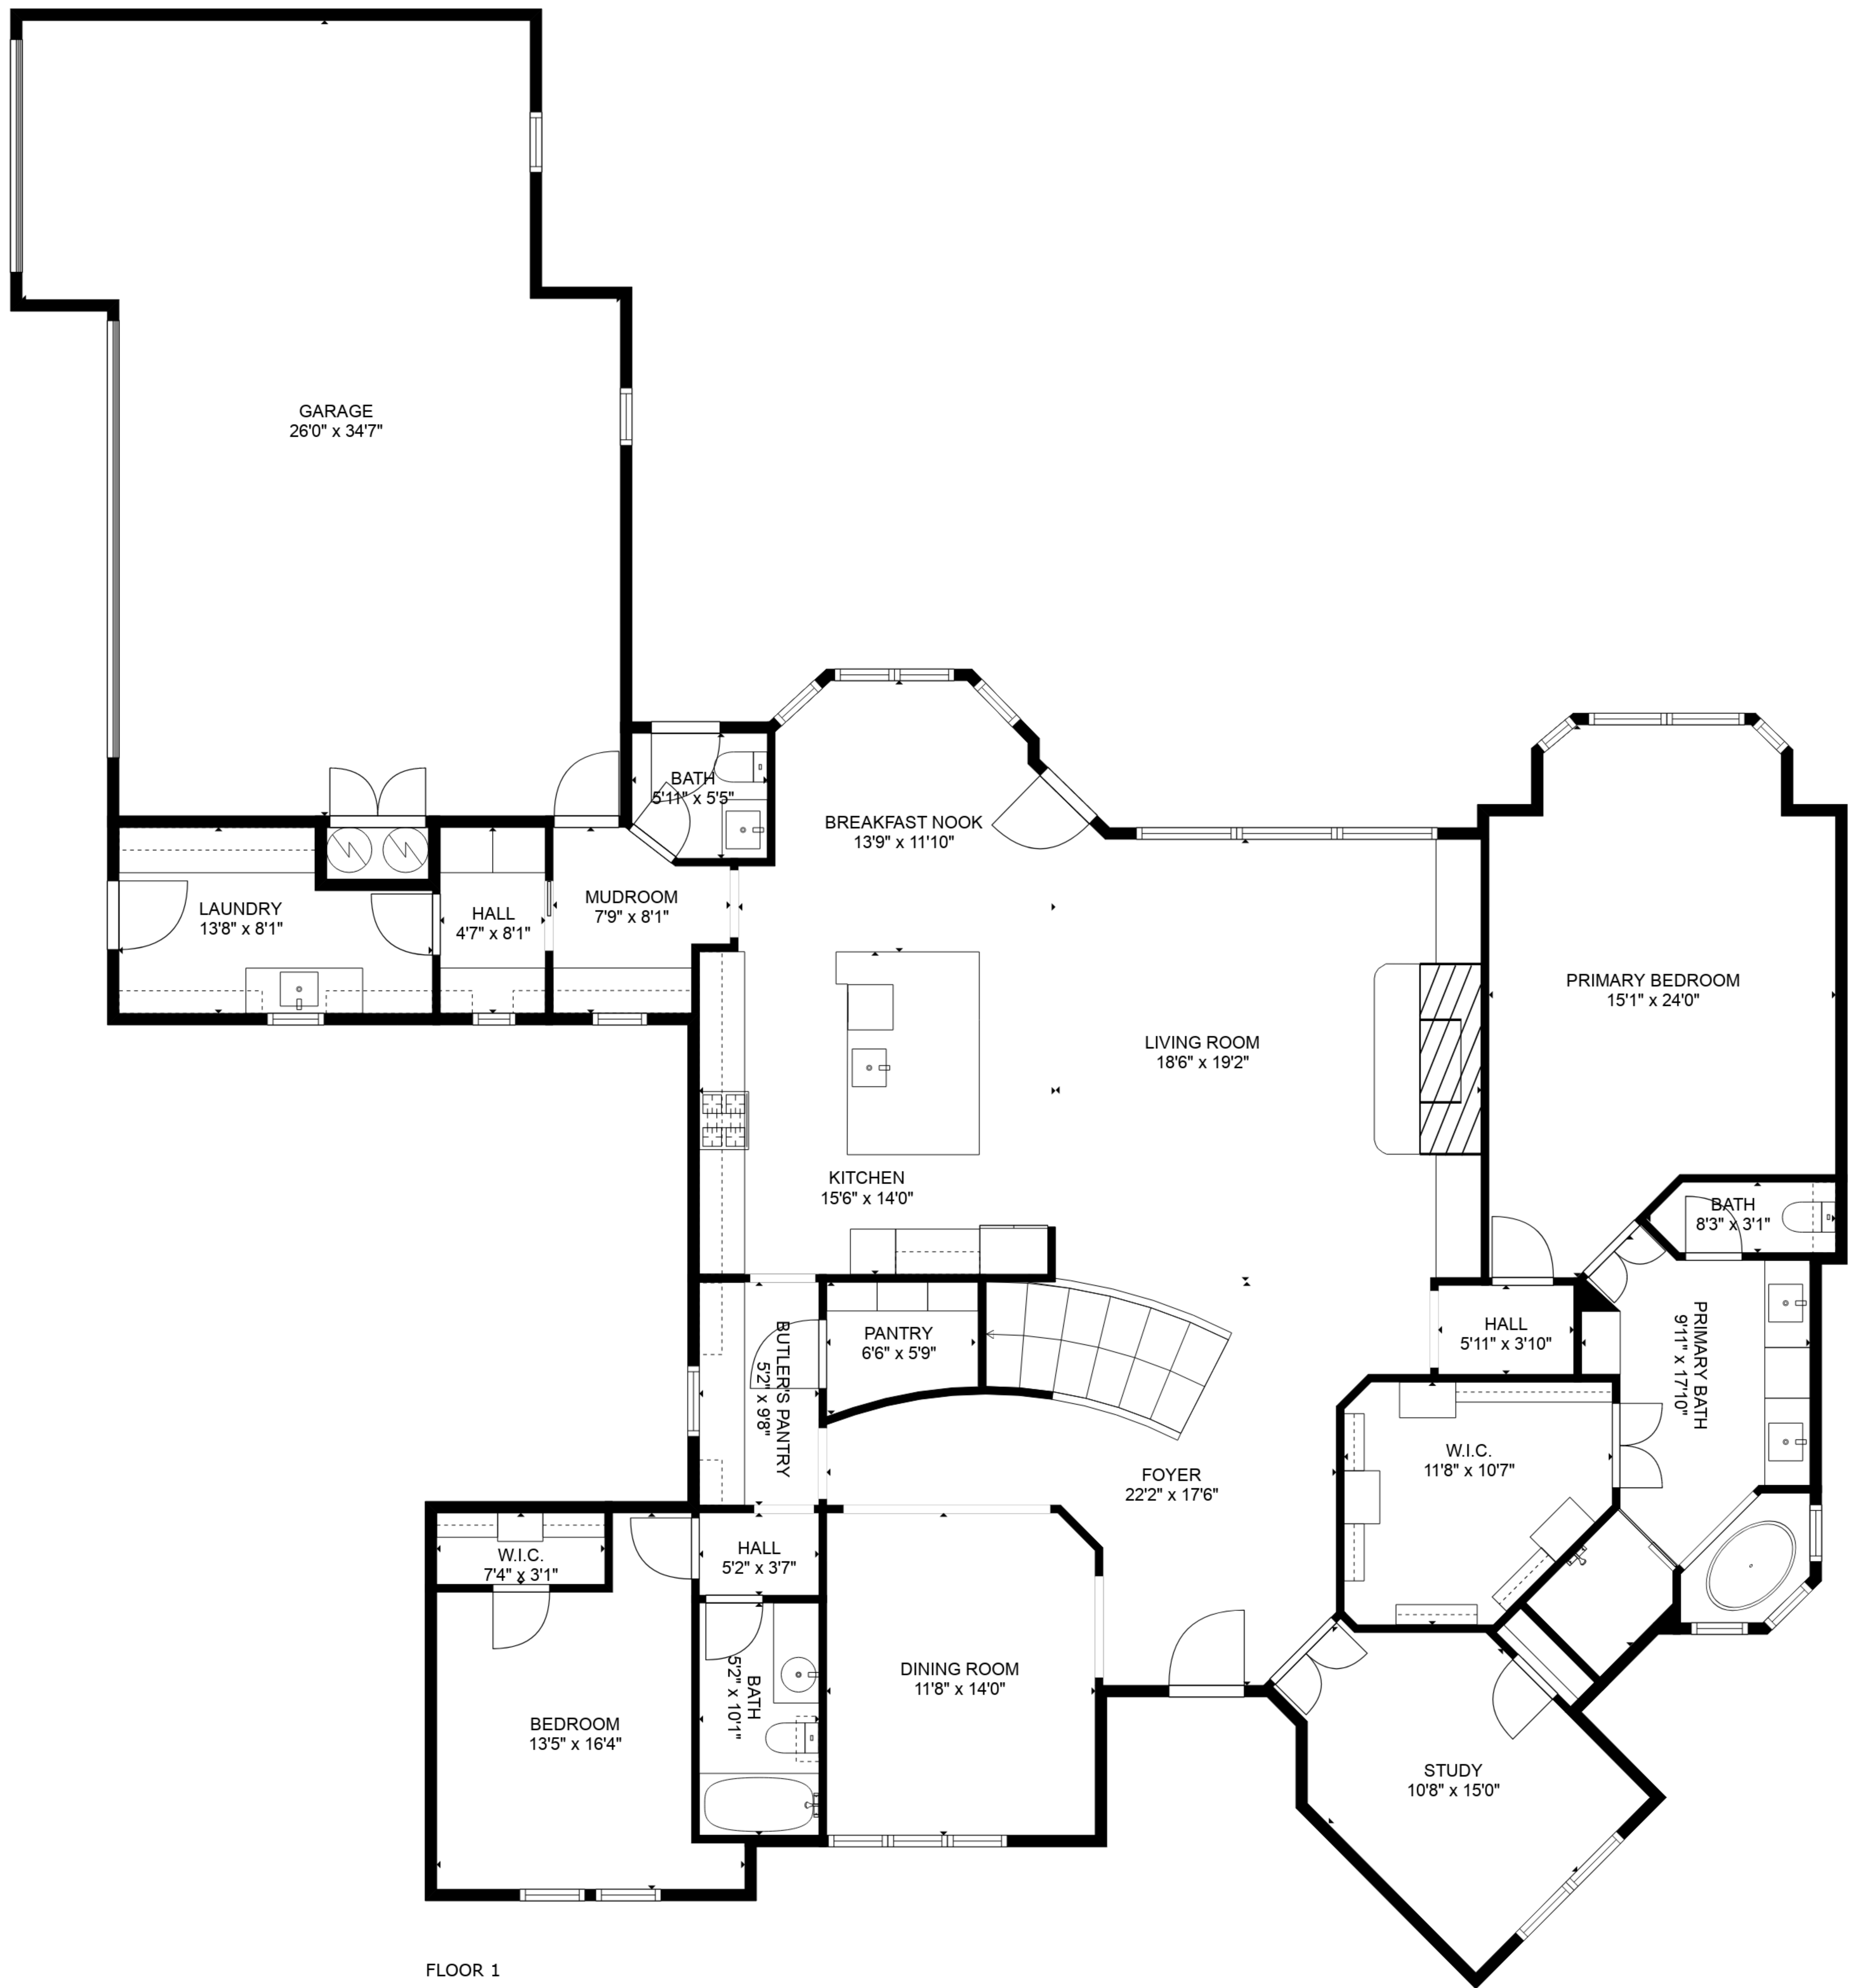 GARAGE
26'0" x 34'7"
BATH
5'11" x 5'5"
BREAKFAST NOOK
13'9" x 11'10"
LAUNDRY
13'8" x 8'1"
HALL
4'7" x 8'1"
MUDROOM
7'9" x 8'1"
PRIMARY BEDROOM
15'1" x 24'0"
LIVING ROOM
18'6" x 19'2"
KITCHEN
15'6" x 14'0"
BATH
8'3" x 3'1"
BUTLER'S PANTRY
5'2" x 9'8"
PANTRY
6'6" x 5'9"
HALL
5'11" x 3'10"
PRIMARY BATH
9'11" x 17'10"
W.I.C.
11'8" x 10'7"
FOYER
22'2" x 17'6"
W.I.C.
7'4" x 3'1"
HALL
5'2" x 3'7"
BATH
5'2" x 10'1"
DINING ROOM
11'8" x 14'0"
BEDROOM
13'5" x 16'4"
STUDY
10'8" x 15'0"
FLOOR 1